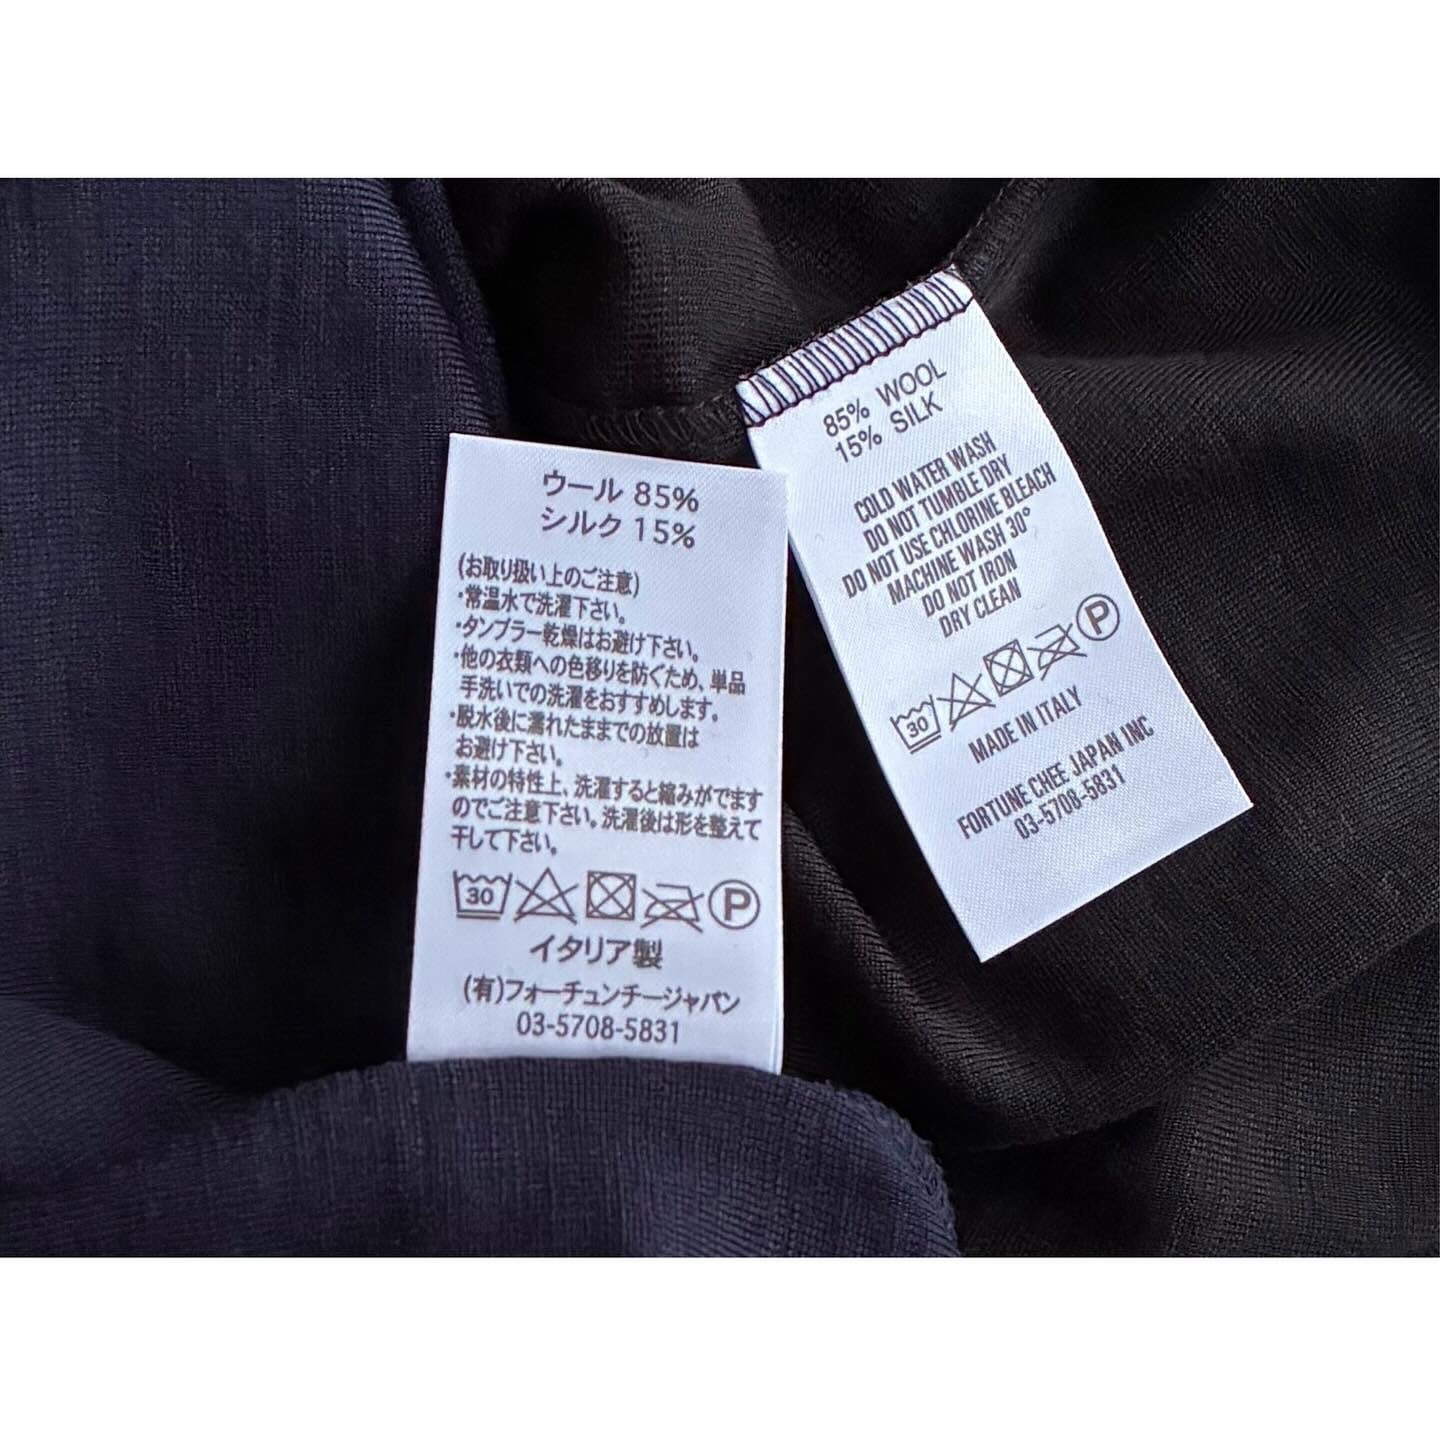 ウール 85%
シルク 15%
(お取り扱い上のご注意)
・常温水で洗濯下さい。
・タンブラー乾燥はお避け下さい。
・他の衣類への色移りを防ぐため、単品
手洗いでの洗濯をおすすめします。
・脱水後に濡れたままでの放置は
お避け下さい。
・素材の特性上、洗濯すると縮みがでます
のでご注意下さい。洗濯後は形を整えて
干して下さい。
30 P
イタリア製
(有)フォーチュンチージャパン
03-5708-5831
85% WOOL
15% SILK
COLD WATER WASH
DO NOT TUMBLE DRY
DO NOT USE CHLORINE BLEACH
MACHINE WASH 30°
DO NOT IRON
DRY CLEAN
30 P
MADE IN ITALY
FORTUNE CHEE JAPAN INC
03-5708-5831